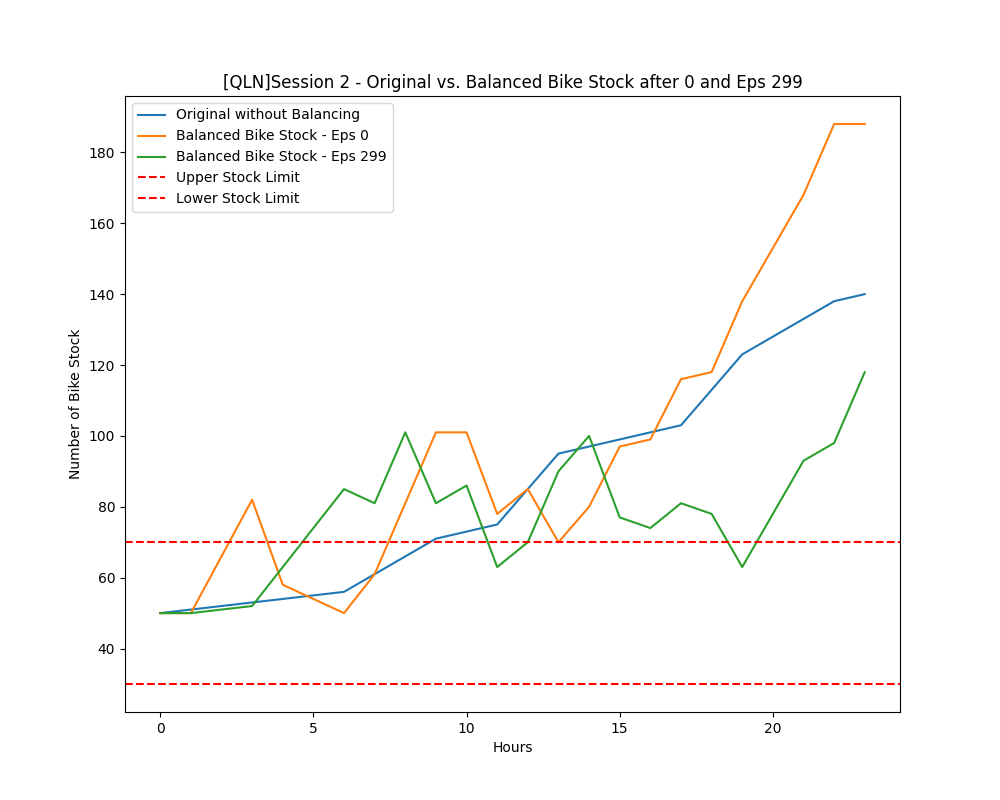 [QLN]Session 2 - Original vs. Balanced Bike Stock after 0 and Eps 299
Original without Balancing
Balanced Bike Stock - Eps 0
Balanced Bike Stock - Eps 299
Upper Stock Limit
Lower Stock Limit
180
160
140
120
100
80
60
40
Number of Bike Stock
0 5 10 15 20
Hours